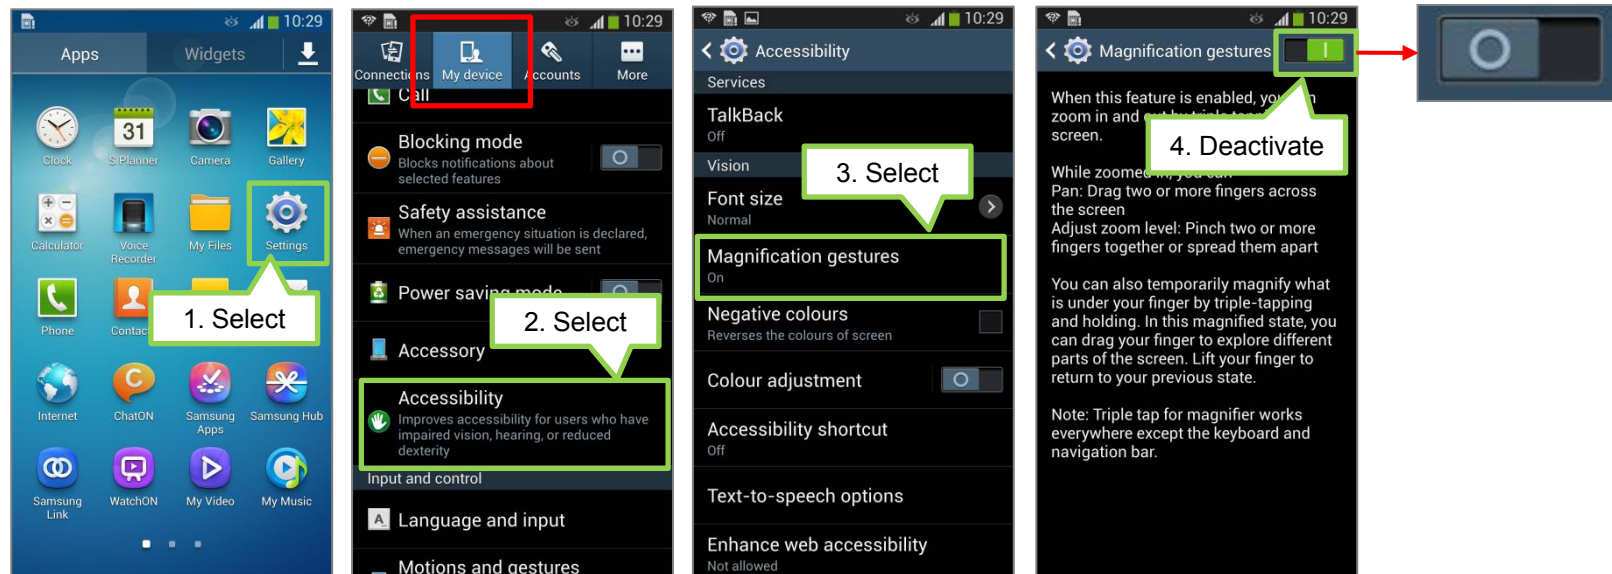 10:29
Apps
Widgets
31
Clock
S Planner
Camera
Gallery
Calculator
Voice
Recorder
My Files
Settings
1. Select
Phone
Internet
ChatON
Samsung
Apps
Samsung Hub
Samsung
Link
WatchON
My Video
My Music
10:29
Connections
My device
Accounts
More
Call
Blocking mode
Blocks notifications about
selected features
Safety assistance
When an emergency situation is declared,
emergency messages will be sent
Power saving mode
2. Select
Accessory
Accessibility
Improves accessibility for users who have
impaired vision, hearing, or reduced
dexterity
Input and control
A
Language and input
Motions and gestures
10:29
Accessibility
Services
TalkBack
Off
Vision
3. Select
Font size
Normal
Magnification gestures
On
Negative colours
Reverses the colours of screen
Colour adjustment
Accessibility shortcut
Off
Text-to-speech options
Enhance web accessibility
Not allowed
10:29
Magnification gestures
When this feature is enabled, you
zoom in and
screen.
4. Deactivate
While zoomed in, you can
Pan: Drag two or more fingers across
the screen
Adjust zoom level: Pinch two or more
fingers together or spread them apart
You can also temporarily magnify what
is under your finger by triple-tapping
and holding. In this magnified state, you
can drag your finger to explore different
parts of the screen. Lift your finger to
return to your previous state.
Note: Triple tap for magnifier works
everywhere except the keyboard and
navigation bar.